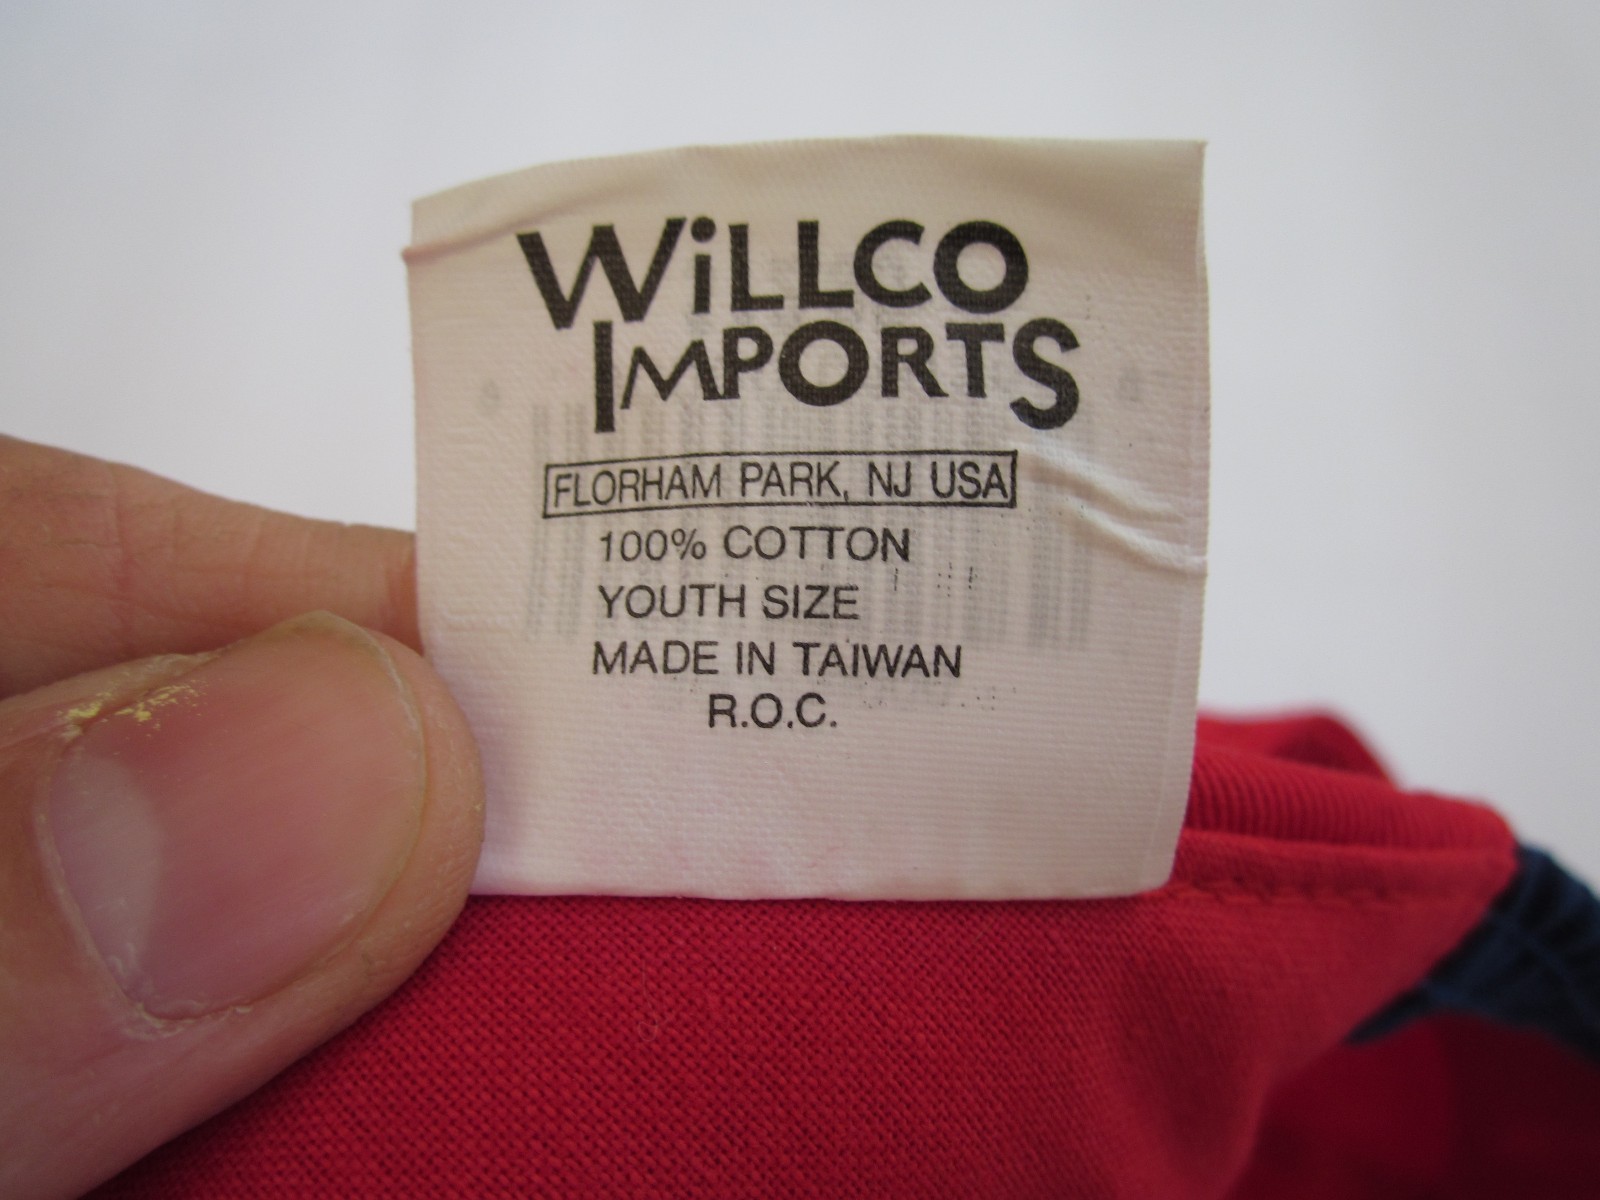 WiLLCO
IMPORTS
FLORHAM PARK, NJ USA
100% COTTON
YOUTH SIZE
MADE IN TAIWAN
R.O.C.